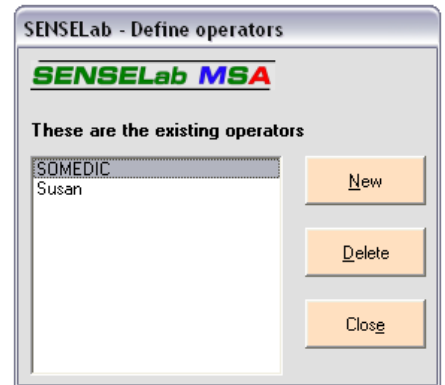 SENSELab - Define operators
SENSELab MSA
These are the existing operators
SOMEDIC
Susan
New
Delete
Close